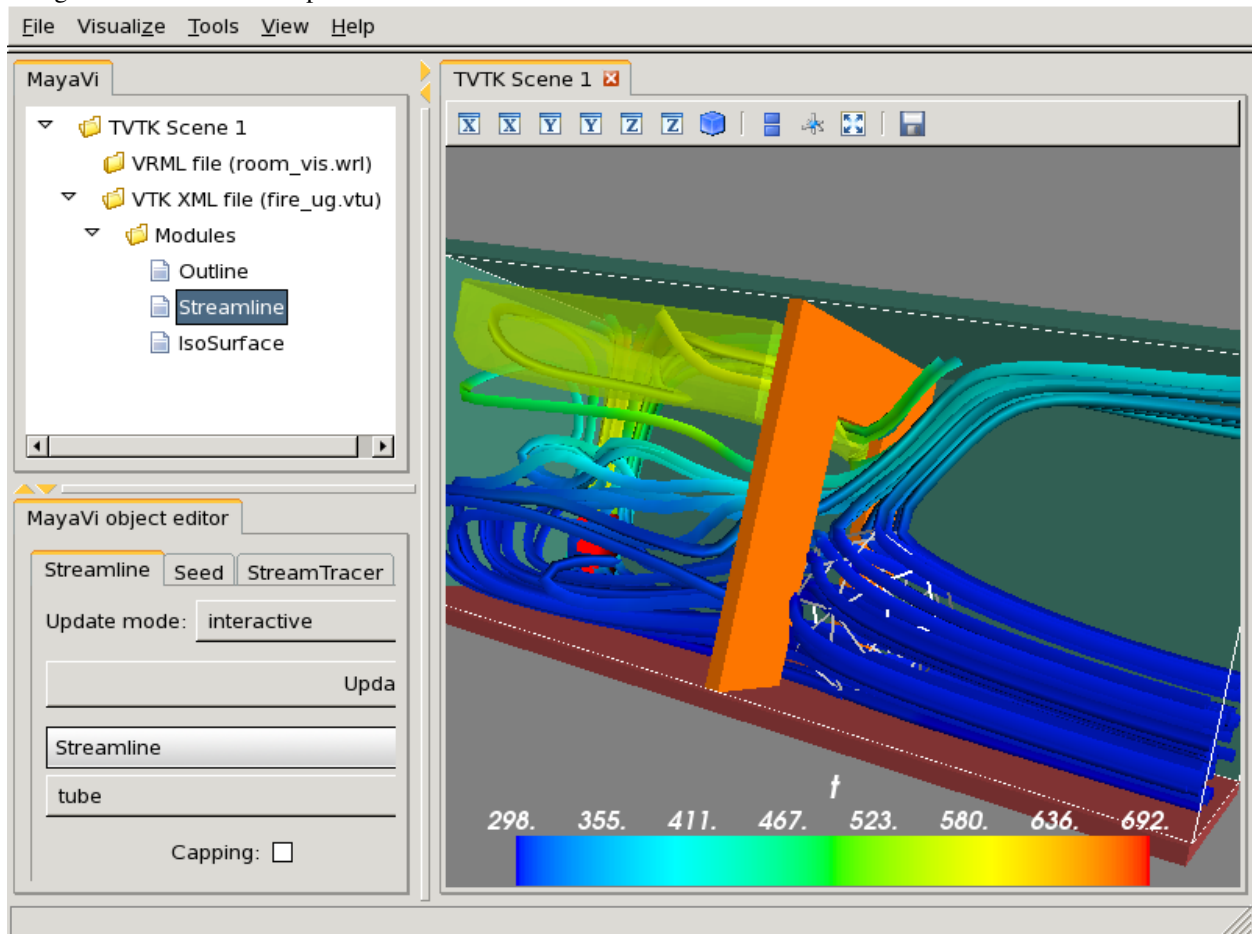 File Visualize Tools View Help
MayaVi
TVTK Scene 1
VRML file (room_vis.wrl)
VTK XML file (fire_ug.vtu)
Modules
Outline
Streamline
IsoSurface
MayaVi object editor
Streamline Seed StreamTracer
Update mode: interactive
Upda
Streamline
tube
Capping:
TVTK Scene 1
X X Y Y Z Z
t
298. 355. 411. 467. 523. 580. 636. 692.